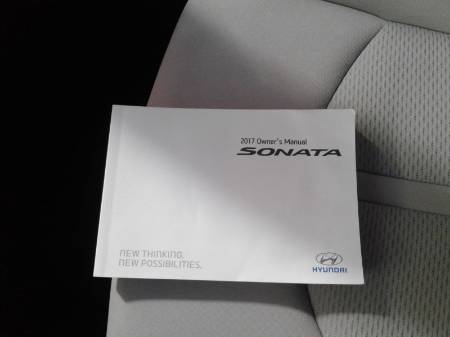 2017 Owner's Manual
SONATA
NEW THINKING.
NEW POSSIBILITIES.
HYUNDAI